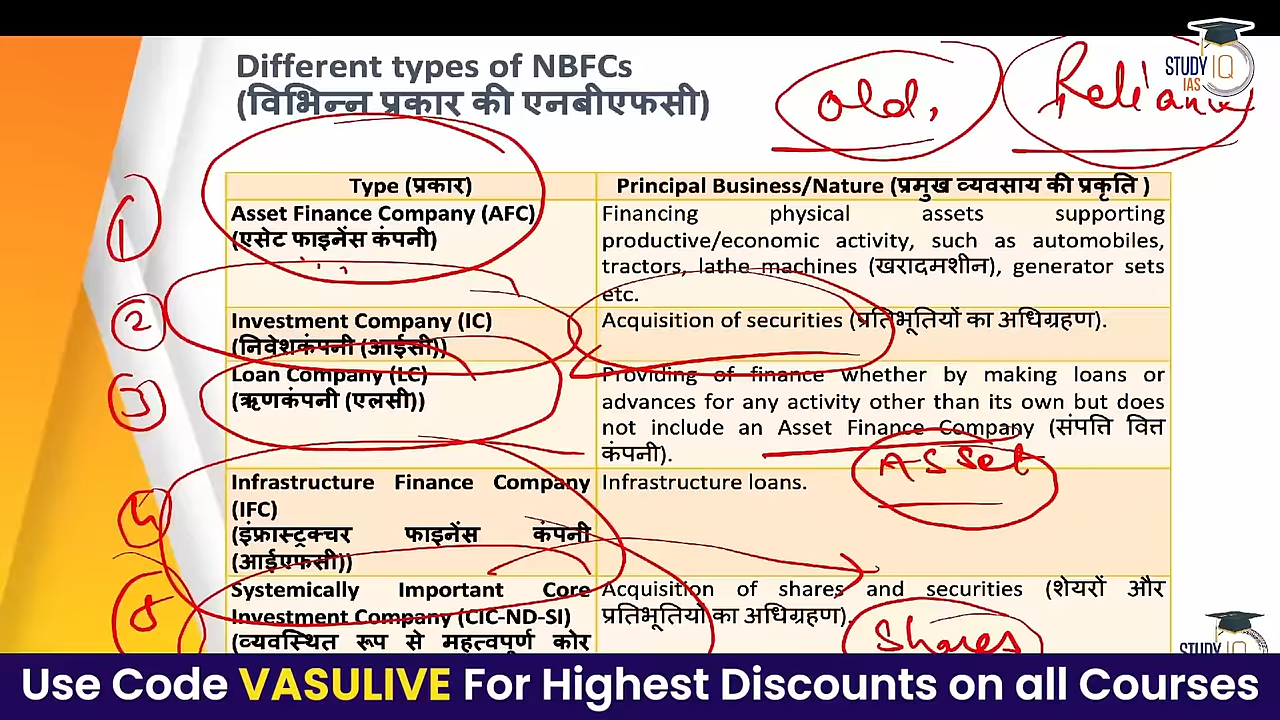 Different types of NBFCs
(विभिन्न प्रकार की एनबीएफसी)
old,
Reliance
STUDY IQ
IAS
Type (प्रकार)
Principal Business/Nature (प्रमुख व्यवसाय की प्रकृति )
1
Asset Finance Company (AFC)
(एसेट फाइनेंस कंपनी)
Financing physical assets supporting
productive/economic activity, such as automobiles,
tractors, lathe machines (खरादमशीन), generator sets
etc.
2
Investment Company (IC)
(निवेशकंपनी (आईसी))
Acquisition of securities (प्रतिभूतियों का अधिग्रहण).
3
Loan Company (LC)
(ऋणकंपनी (एलसी))
Providing of finance whether by making loans or
advances for any activity other than its own but does
not include an Asset Finance Company (संपत्ति वित्त
कंपनी).
Asset
4
Infrastructure Finance Company
(IFC)
(इंफ्रास्ट्रक्चर फाइनेंस कंपनी
(आईएफसी))
Infrastructure loans.
5
Systemically Important Core
Investment Company (CIC-ND-SI)
(व्यवस्थित रूप से महत्वपूर्ण कोर
Acquisition of shares and securities (शेयरों और
प्रतिभूतियों का अधिग्रहण).
Shares
STUDY IQ
Use Code VASULIVE For Highest Discounts on all Courses